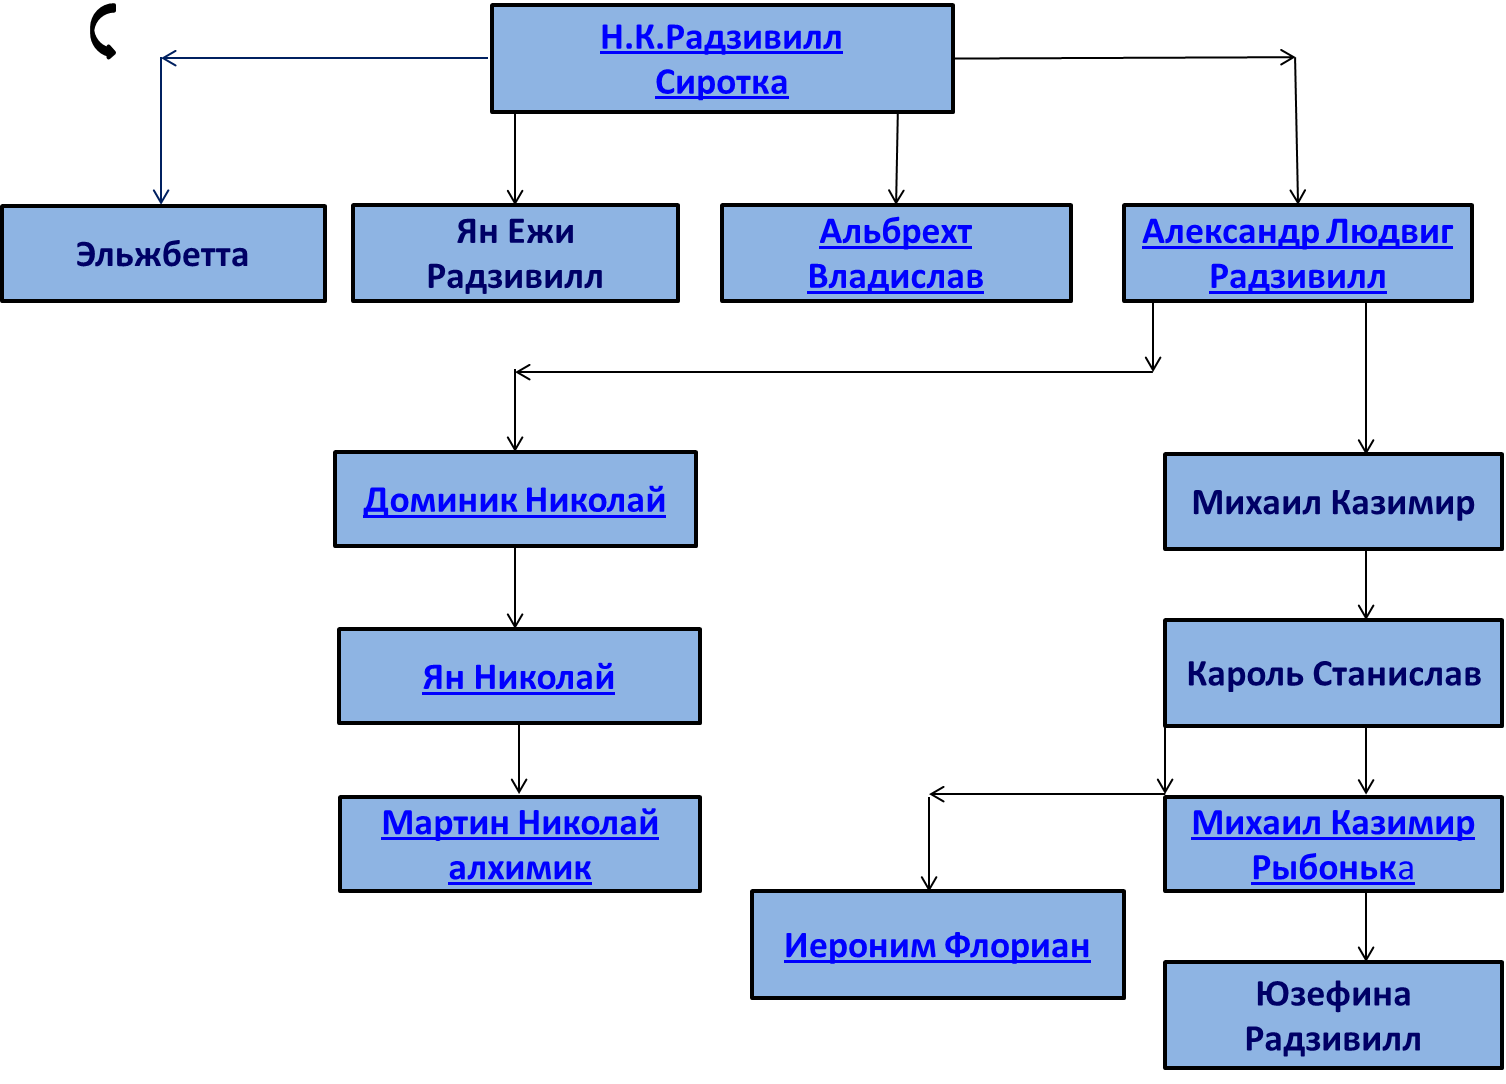 Н.К.Радзивилл
Сиротка
Эльжбетта
Ян Ежи
Радзивилл
Альбрехт
Владислав
Александр Людвиг
Радзивилл
Доминик Николай
Михаил Казимир
Ян Николай
Кароль Станислав
Мартин Николай
алхимик
Михаил Казимир
Рыбонька
Иероним Флориан
Юзефина
Радзивилл